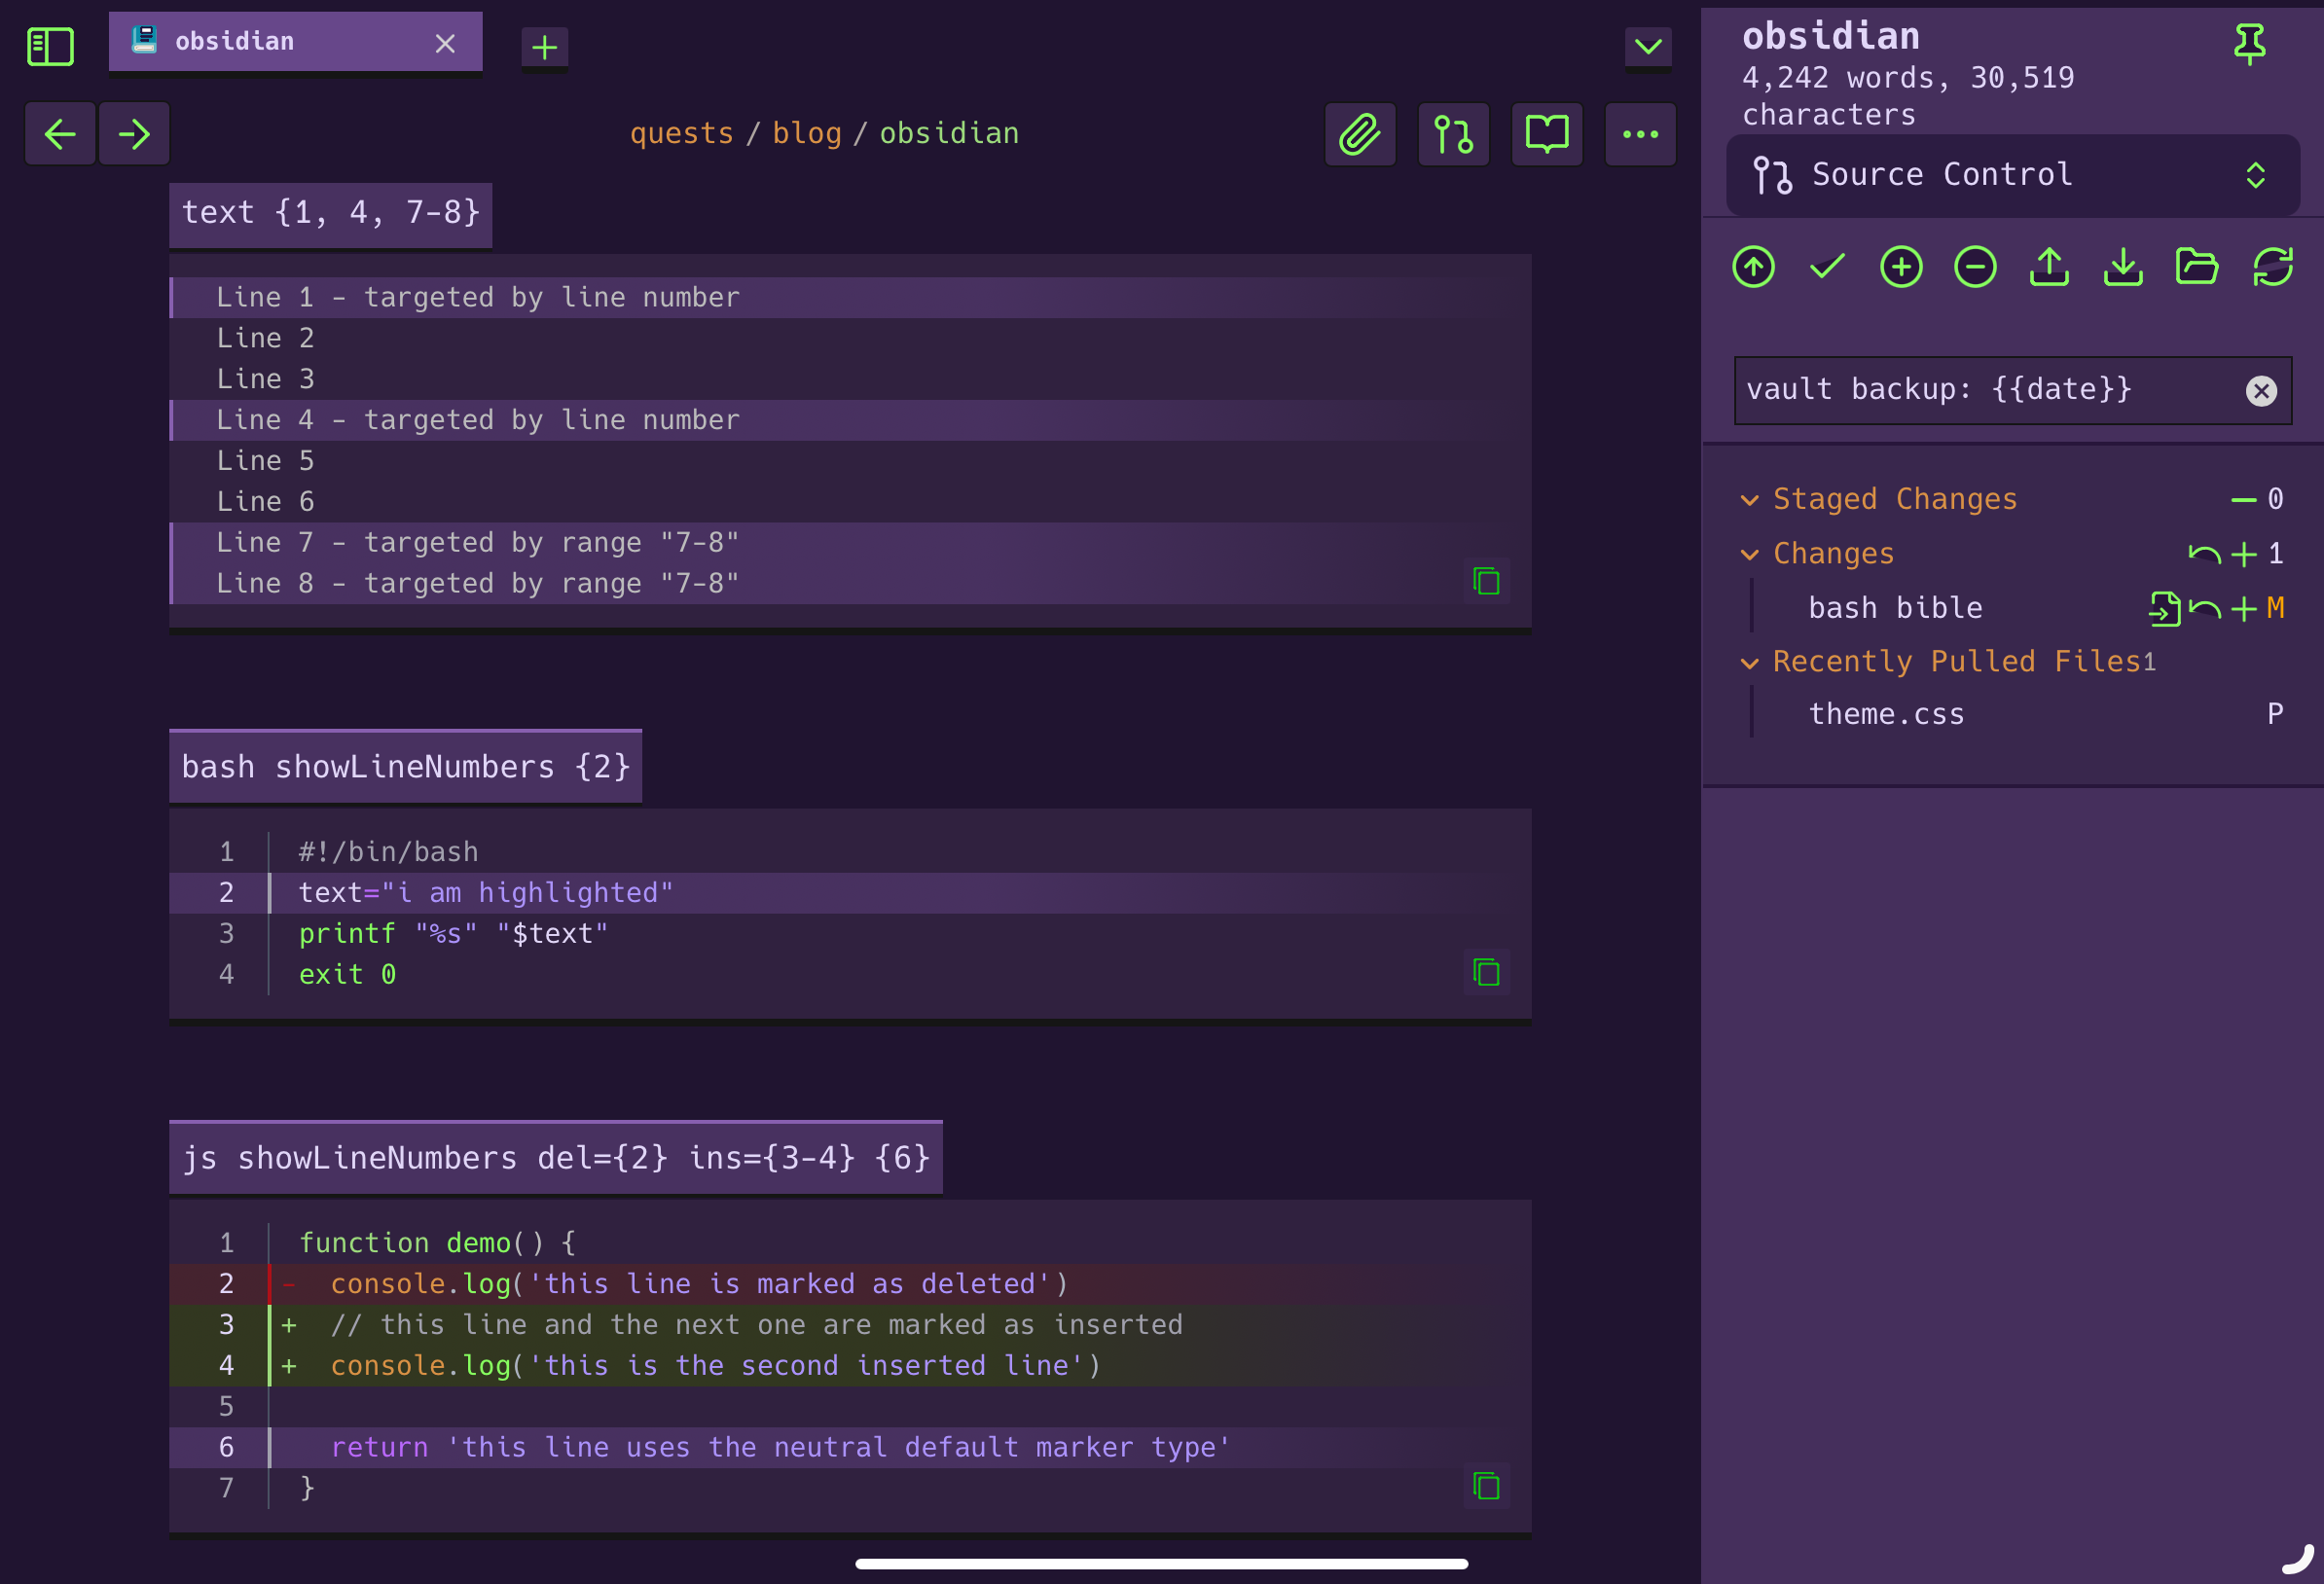 obsidian
quests / blog / obsidian
text {1, 4, 7-8}
Line 1 - targeted by line number
Line 2
Line 3
Line 4 - targeted by line number
Line 5
Line 6
Line 7 - targeted by range "7-8"
Line 8 - targeted by range "7-8"
bash showLineNumbers {2}
1 #!/bin/bash
2 text="i am highlighted"
3 printf "%s" "$text"
4 exit 0
js showLineNumbers del={2} ins={3-4} {6}
1 function demo() {
2 - console.log('this line is marked as deleted')
3 + // this line and the next one are marked as inserted
4 + console.log('this is the second inserted line')
5
6 return 'this line uses the neutral default marker type'
7 }
obsidian
4,242 words, 30,519
characters
Source Control
vault backup: {{date}}
Staged Changes 0
Changes 1
bash bible M
Recently Pulled Files 1
theme.css P